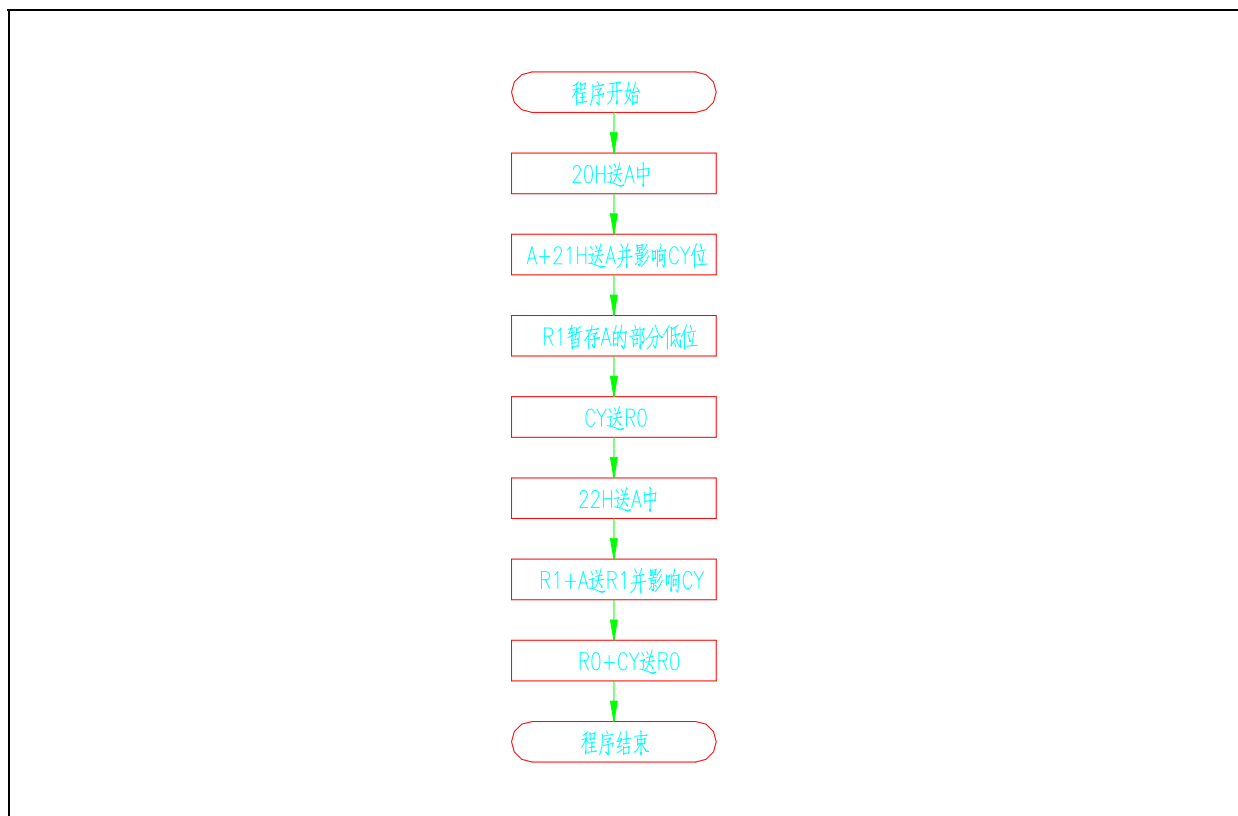 程序开始
20H送A中
A+21H送A并影响CY位
R1暂存A的部分低位
CY送R0
22H送A中
R1+A送R1并影响CY
R0+CY送R0
程序结束